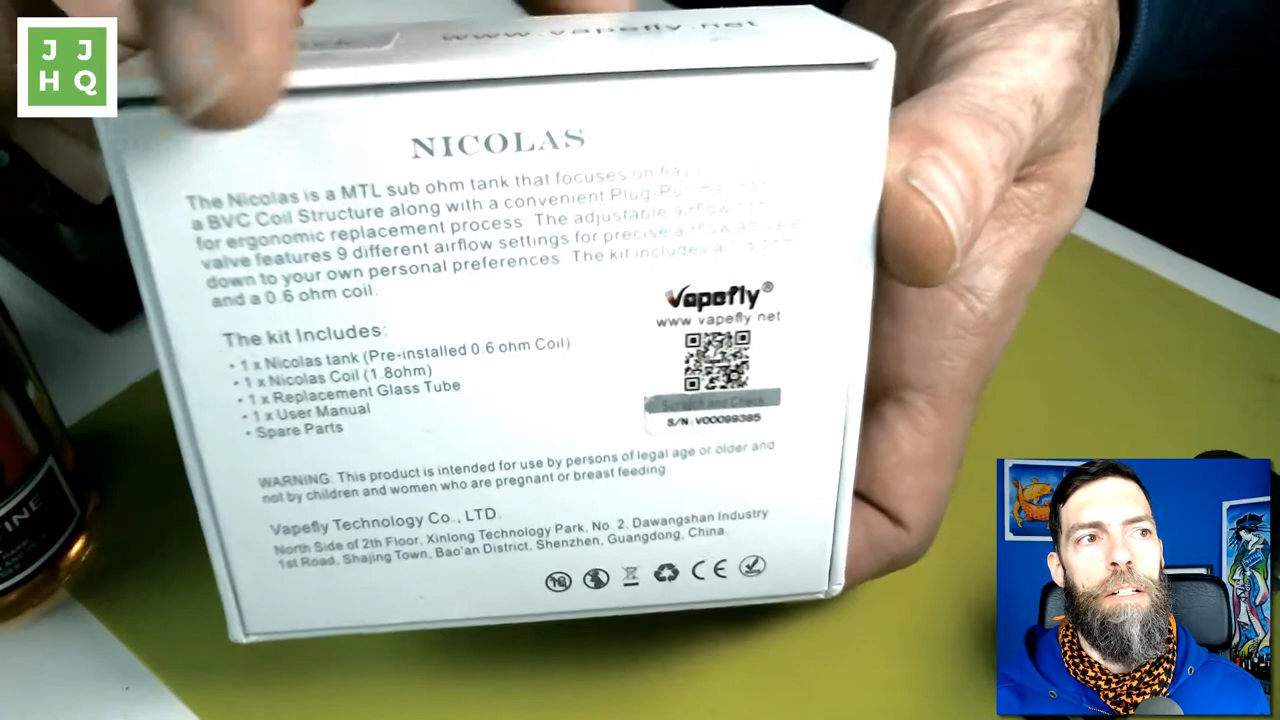 J J
H Q
www.vapefly.net
NICOLAS
The Nicolas is a MTL sub ohm tank that focuses on
a BVC Coil Structure along with a convenient
for ergonomic replacement process. The adjustable airflow
valve features 9 different airflow settings for precise airflow
down to your own personal preferences. The kit includes a
and a 0.6 ohm coil.
Vapefly®
www.vapefly.net
The kit Includes:
• 1 x Nicolas tank (Pre-installed 0.6 ohm Coil)
• 1 x Nicolas Coil (1.8ohm)
• 1 x Replacement Glass Tube
• 1 x User Manual
• Spare Parts
Scratch and Check
S/N: V00099385
WARNING: This product is intended for use by persons of legal age or older and
not by children and women who are pregnant or breast feeding
Vapefly Technology Co., LTD.
North Side of 2th Floor, Xinlong Technology Park, No. 2, Dawangshan Industry
1st Road, Shajing Town, Bao'an District, Shenzhen, Guangdong, China.
CE